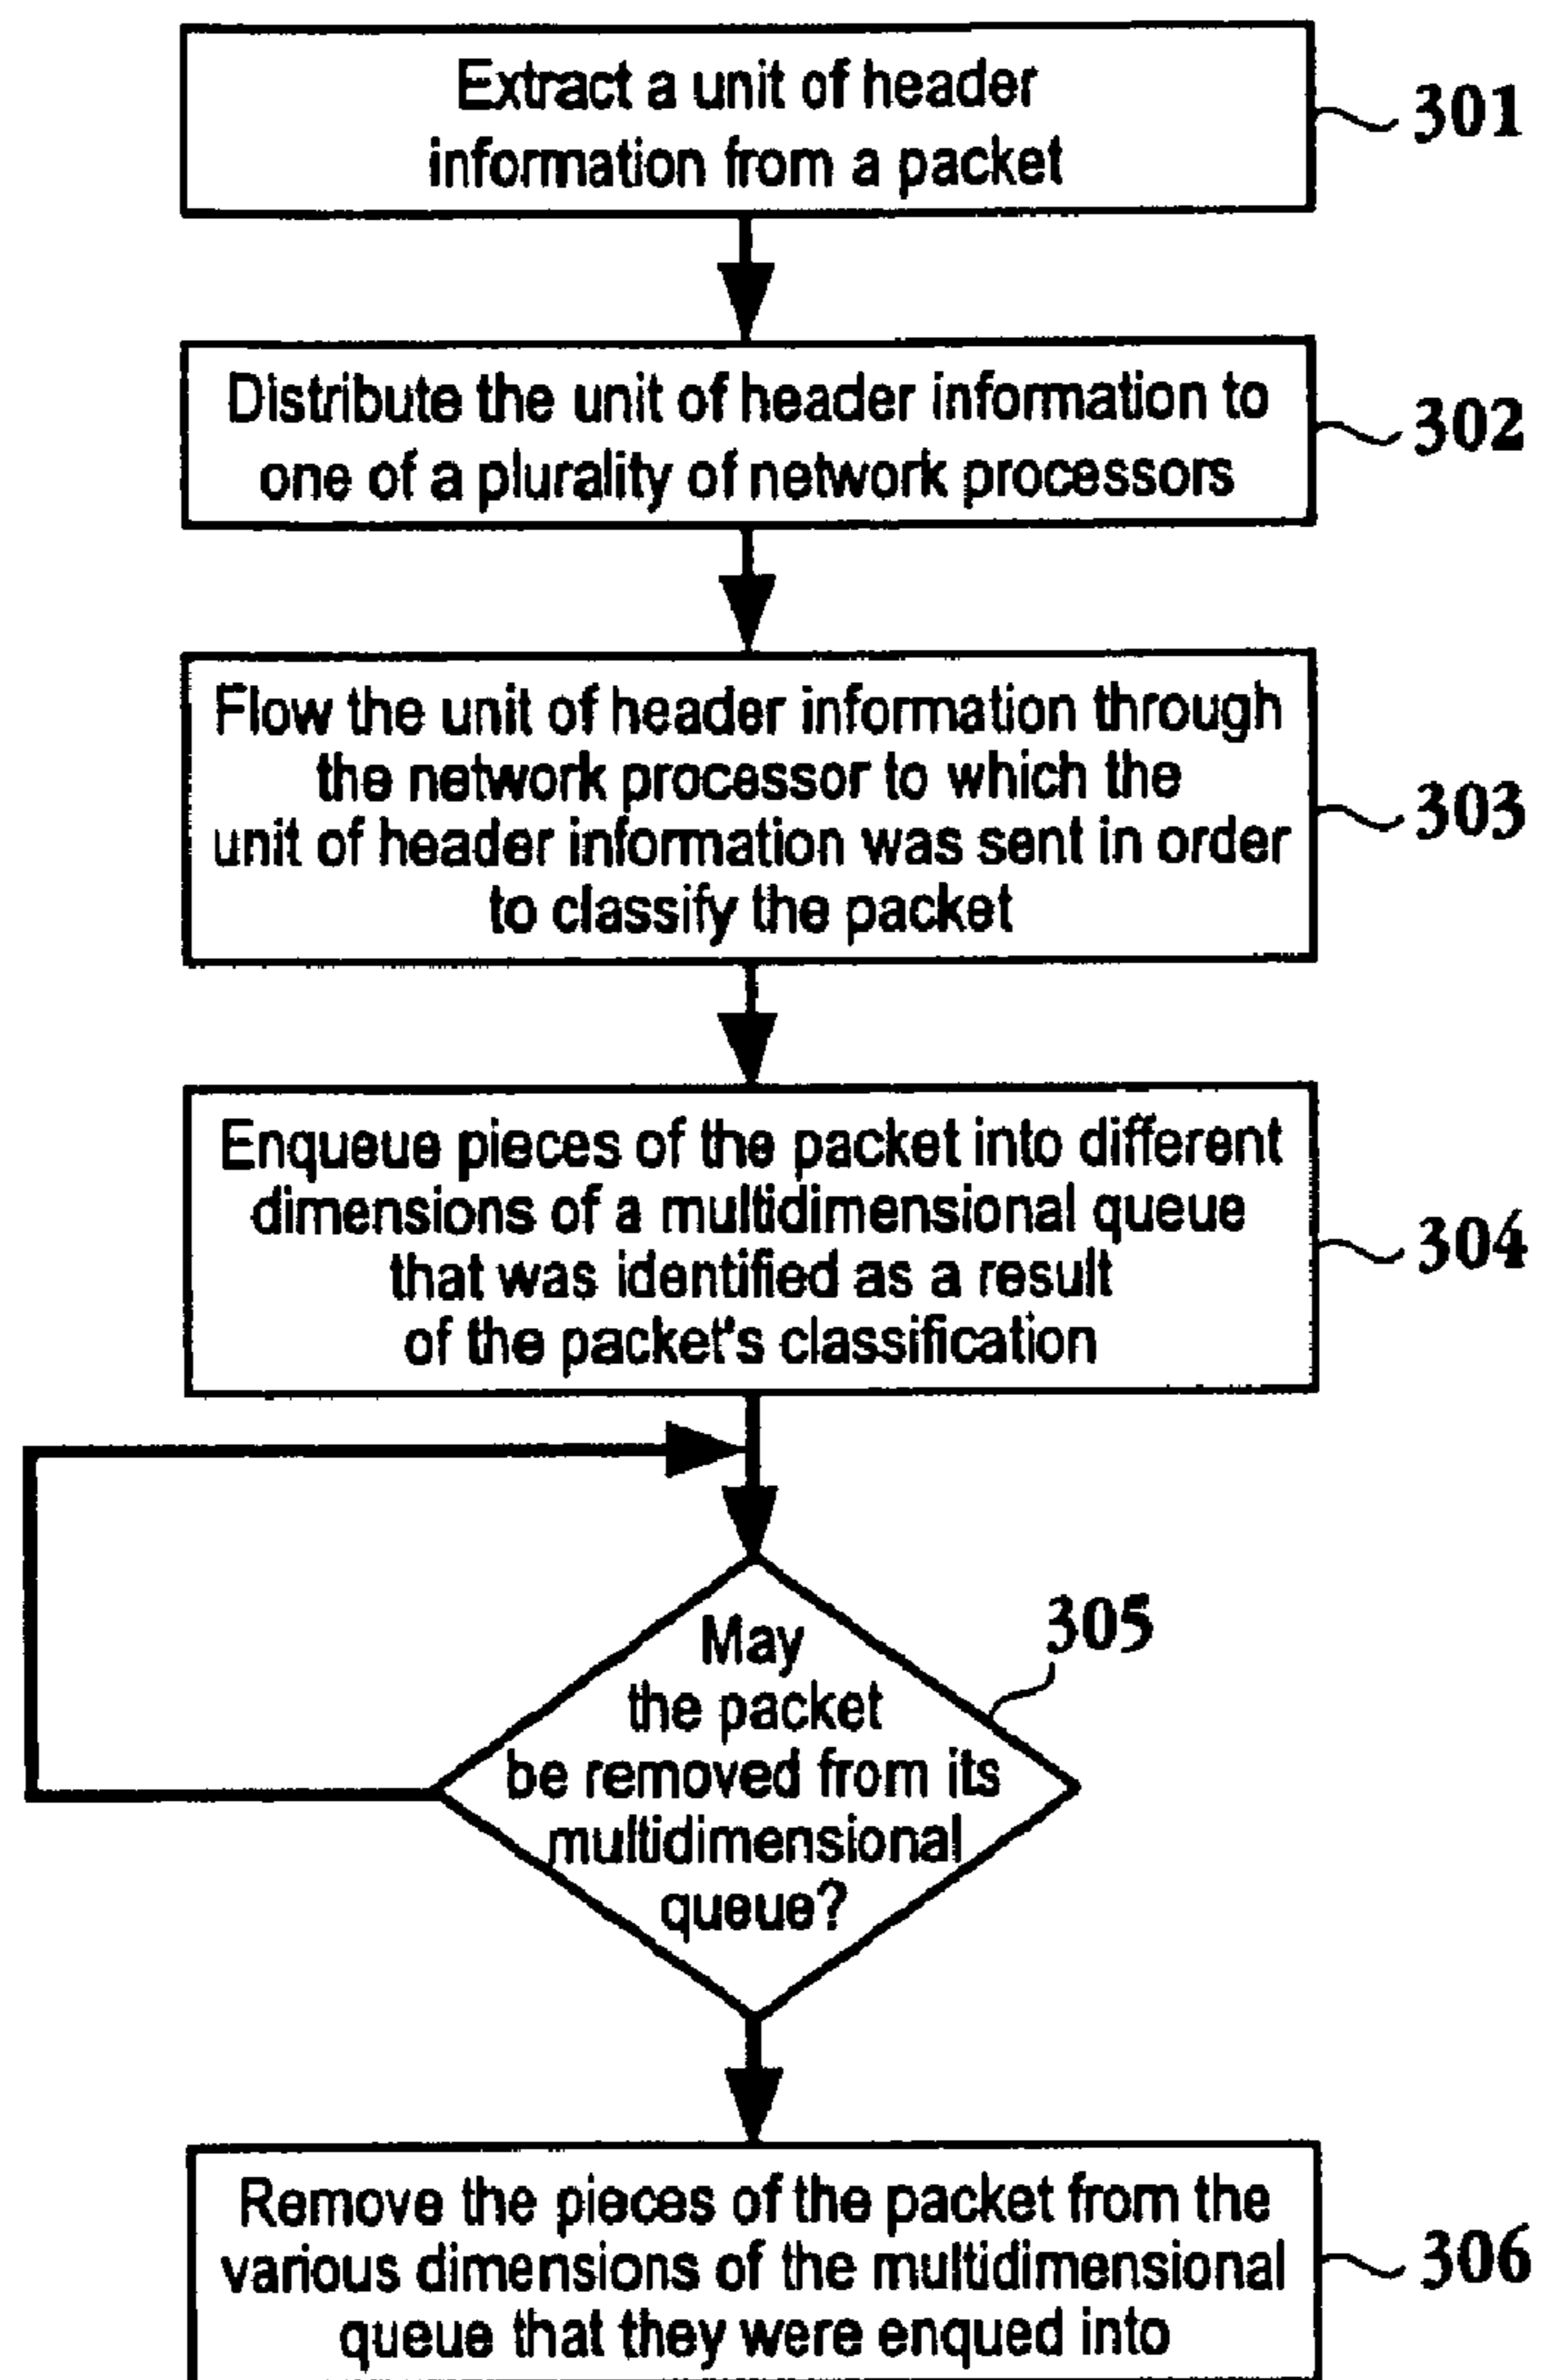 Extract a unit of header
information from a packet
301
Distribute the unit of header information to
one of a plurality of network processors
302
Flow the unit of header information through
the network processor to which the
unit of header information was sent in order
to classify the packet
303
Enqueue pieces of the packet into different
dimensions of a multidimensional queue
that was identified as a result
of the packet's classification
304
May
the packet
be removed from its
multidimensional
queue?
305
Remove the pieces of the packet from the
various dimensions of the multidimensional
queue that they were enqued into
306